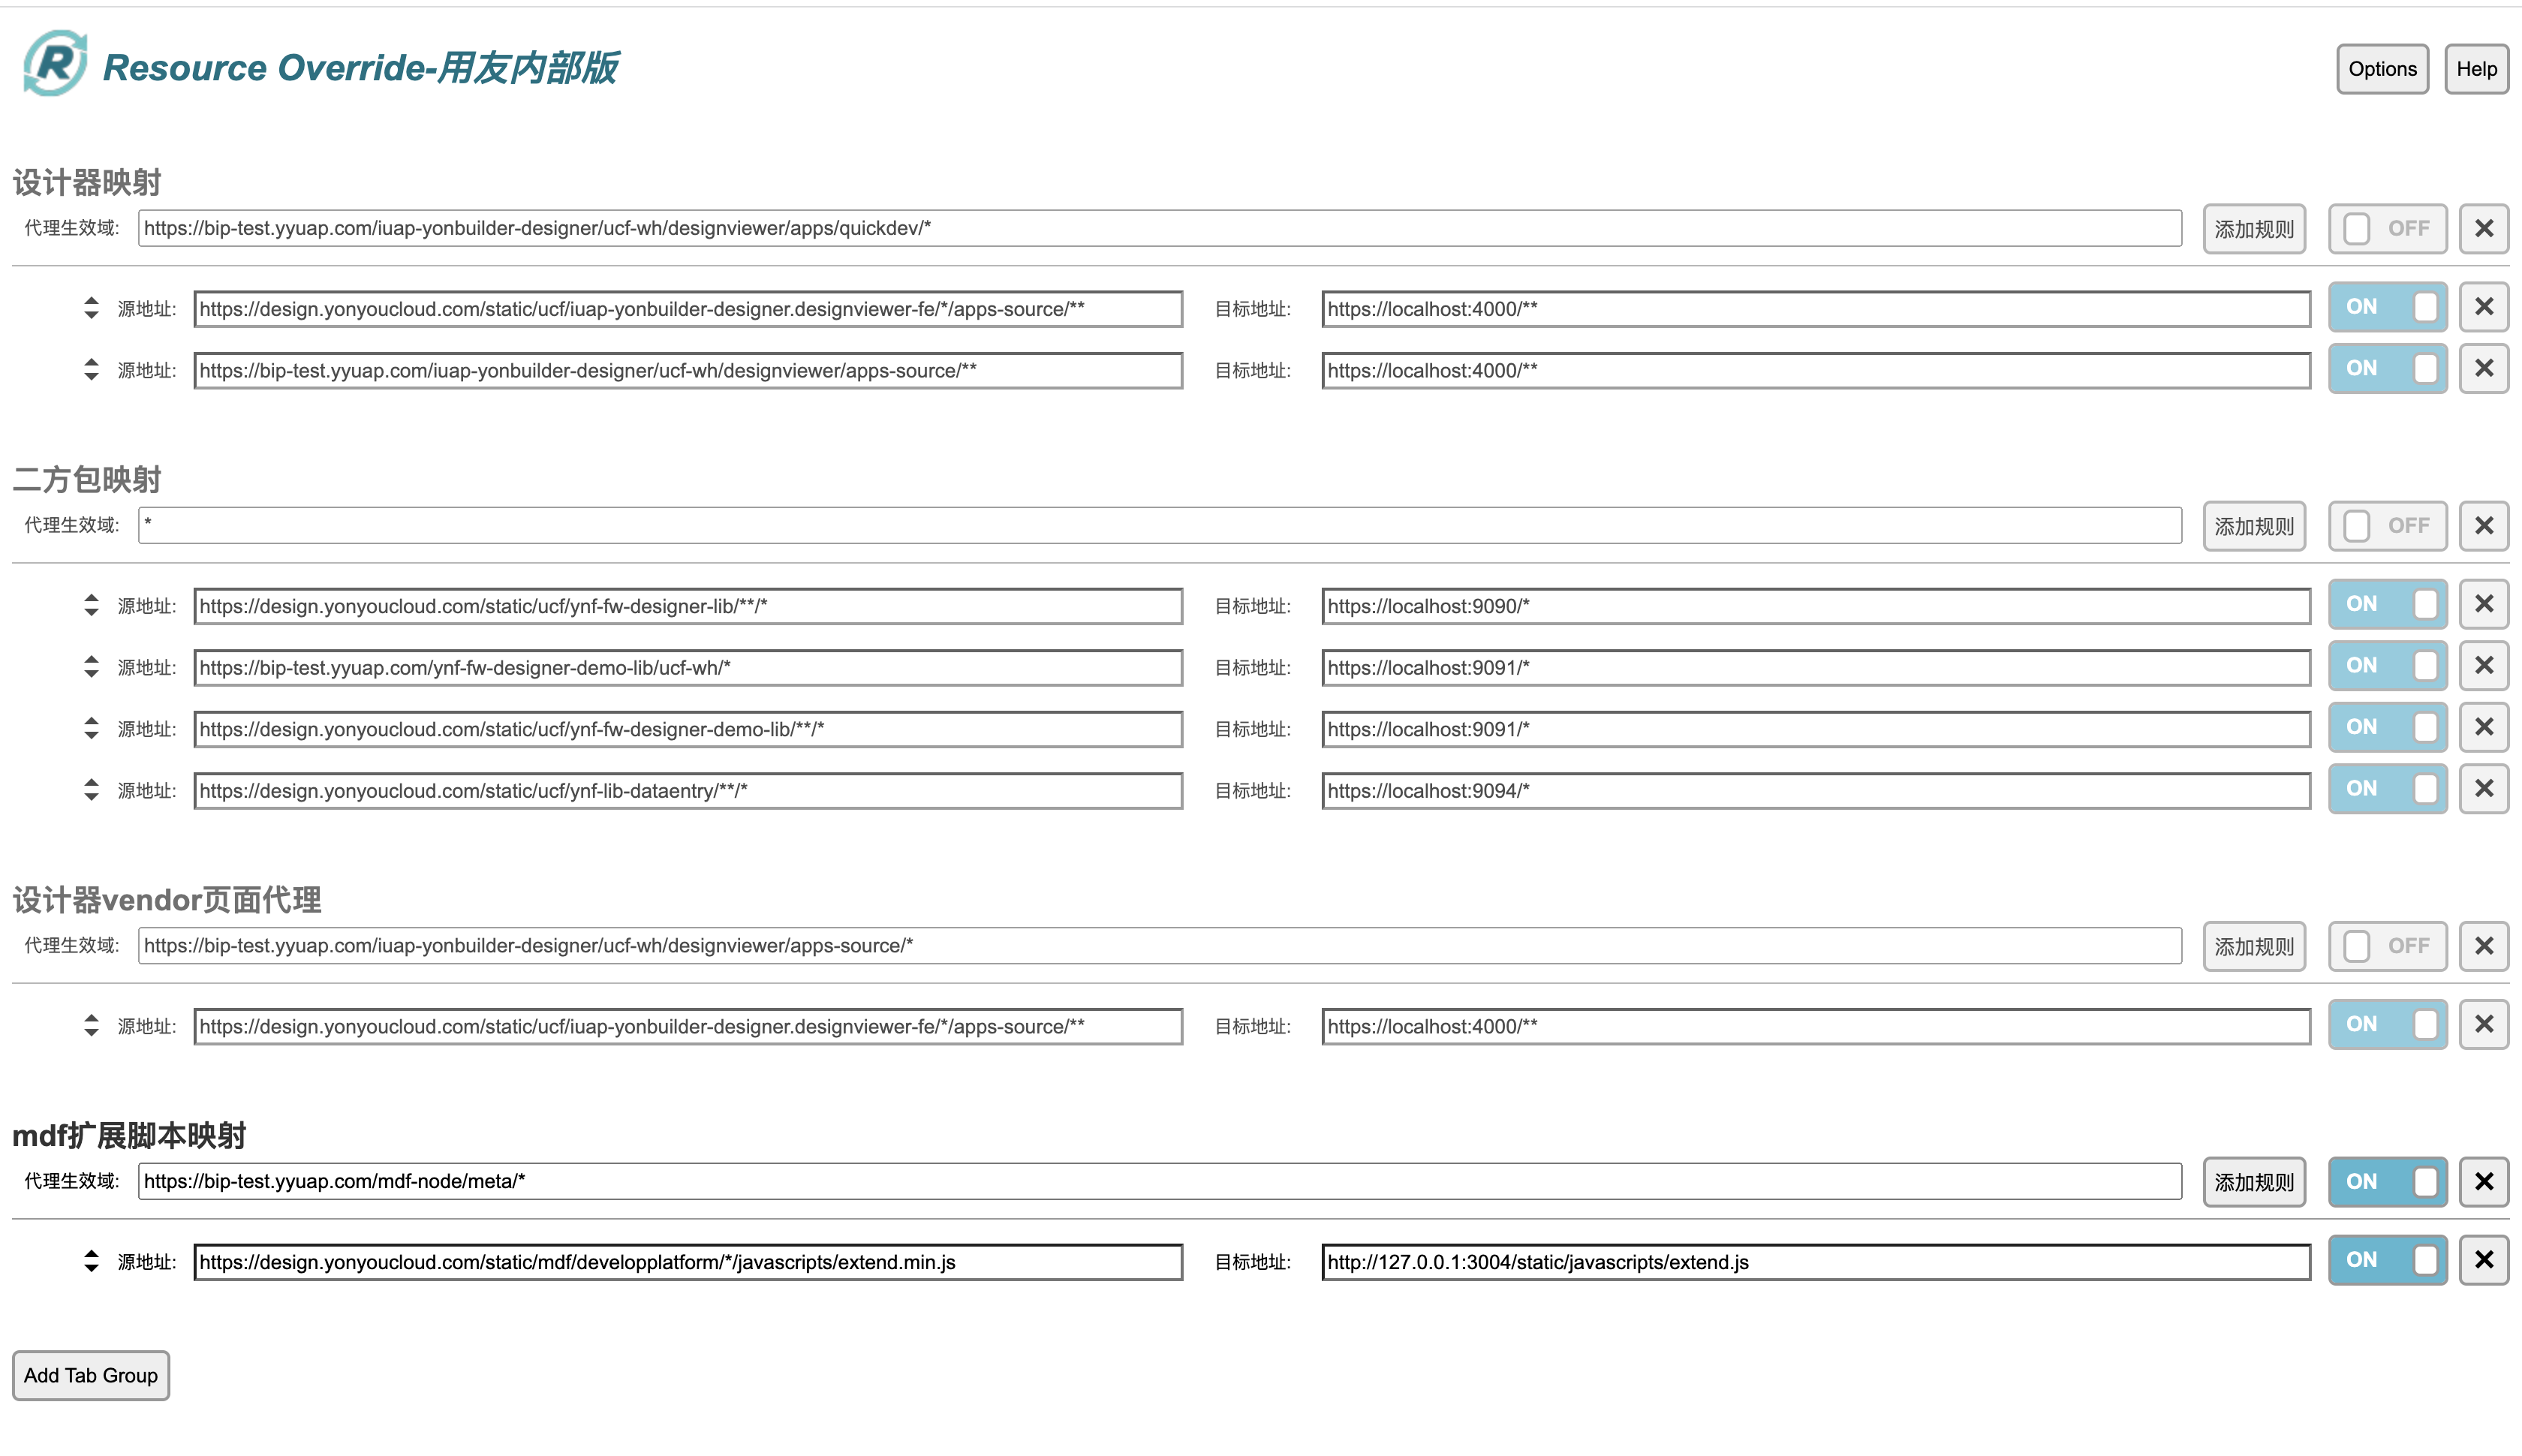 Resource Override-用友内部版
Options
Help
设计器映射
代理生效域: https://bip-test.yyuap.com/iuap-yonbuilder-designer/ucf-wh/designviewer/apps/quickdev/* 添加规则 OFF ✕
源地址: https://design.yonyoucloud.com/static/ucf/iuap-yonbuilder-designer.designviewer-fe/*/apps-source/** 目标地址: https://localhost:4000/** ON ✕
源地址: https://bip-test.yyuap.com/iuap-yonbuilder-designer/ucf-wh/designviewer/apps-source/** 目标地址: https://localhost:4000/** ON ✕
二方包映射
代理生效域: * 添加规则 OFF ✕
源地址: https://design.yonyoucloud.com/static/ucf/ynf-fw-designer-lib/**/* 目标地址: https://localhost:9090/* ON ✕
源地址: https://bip-test.yyuap.com/ynf-fw-designer-demo-lib/ucf-wh/* 目标地址: https://localhost:9091/* ON ✕
源地址: https://design.yonyoucloud.com/static/ucf/ynf-fw-designer-demo-lib/**/* 目标地址: https://localhost:9091/* ON ✕
源地址: https://design.yonyoucloud.com/static/ucf/ynf-lib-dataentry/**/* 目标地址: https://localhost:9094/* ON ✕
设计器vendor页面代理
代理生效域: https://bip-test.yyuap.com/iuap-yonbuilder-designer/ucf-wh/designviewer/apps-source/* 添加规则 OFF ✕
源地址: https://design.yonyoucloud.com/static/ucf/iuap-yonbuilder-designer.designviewer-fe/*/apps-source/** 目标地址: https://localhost:4000/** ON ✕
mdf扩展脚本映射
代理生效域: https://bip-test.yyuap.com/mdf-node/meta/* 添加规则 ON ✕
源地址: https://design.yonyoucloud.com/static/mdf/developplatform/*/javascripts/extend.min.js 目标地址: http://127.0.0.1:3004/static/javascripts/extend.js ON ✕
Add Tab Group